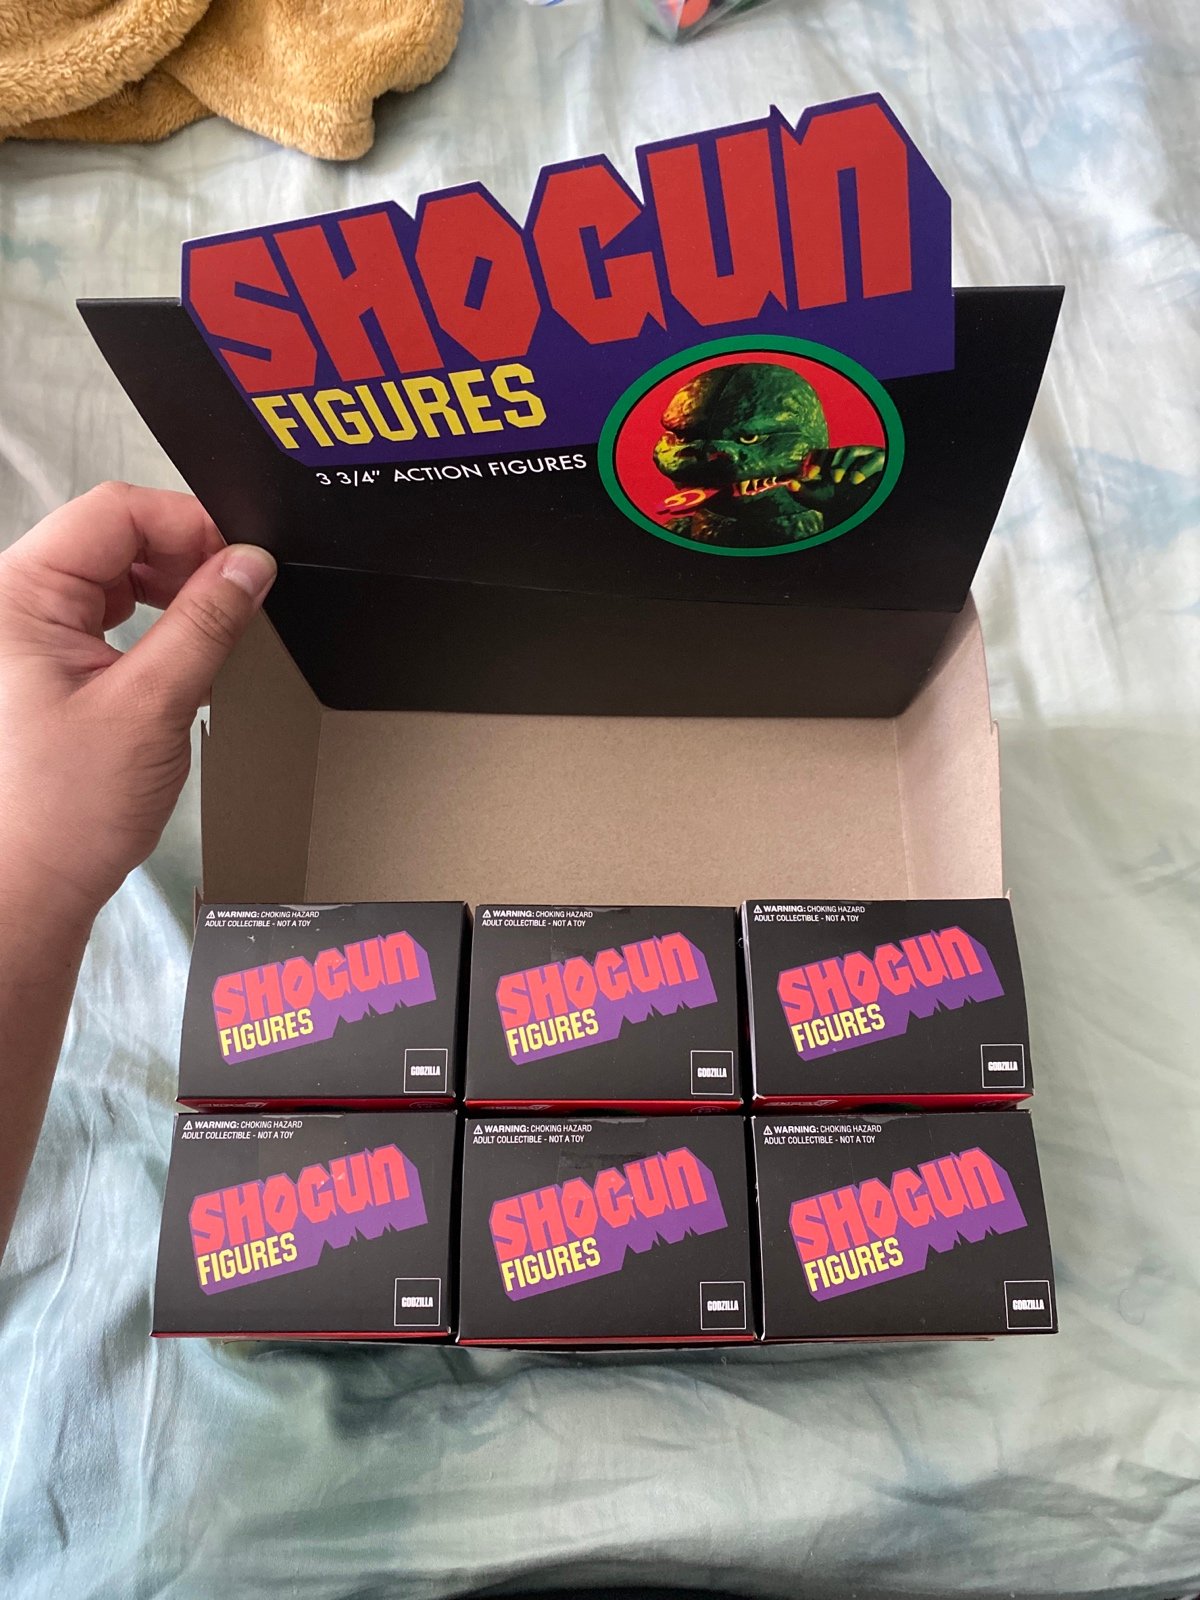 SHOGUN
FIGURES
3 3/4" ACTION FIGURES
⚠ WARNING: CHOKING HAZARD
ADULT COLLECTIBLE - NOT A TOY
SHOGUN
FIGURES
GODZILLA
⚠ WARNING: CHOKING HAZARD
ADULT COLLECTIBLE - NOT A TOY
SHOGUN
FIGURES
GODZILLA
⚠ WARNING: CHOKING HAZARD
ADULT COLLECTIBLE - NOT A TOY
SHOGUN
FIGURES
GODZILLA
⚠ WARNING: CHOKING HAZARD
ADULT COLLECTIBLE - NOT A TOY
SHOGUN
FIGURES
GODZILLA
⚠ WARNING: CHOKING HAZARD
ADULT COLLECTIBLE - NOT A TOY
SHOGUN
FIGURES
GODZILLA
⚠ WARNING: CHOKING HAZARD
ADULT COLLECTIBLE - NOT A TOY
SHOGUN
FIGURES
GODZILLA